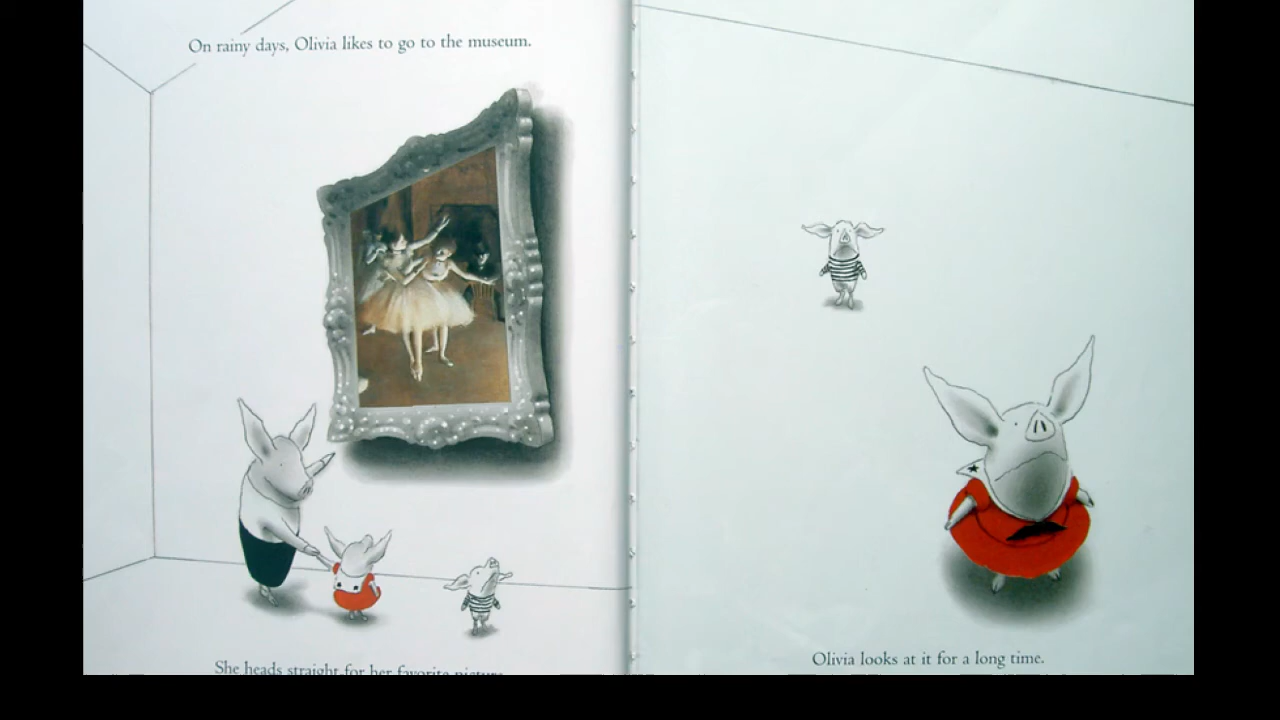 On rainy days, Olivia likes to go to the museum.
She heads straight for her favorite picture
Olivia looks at it for a long time.